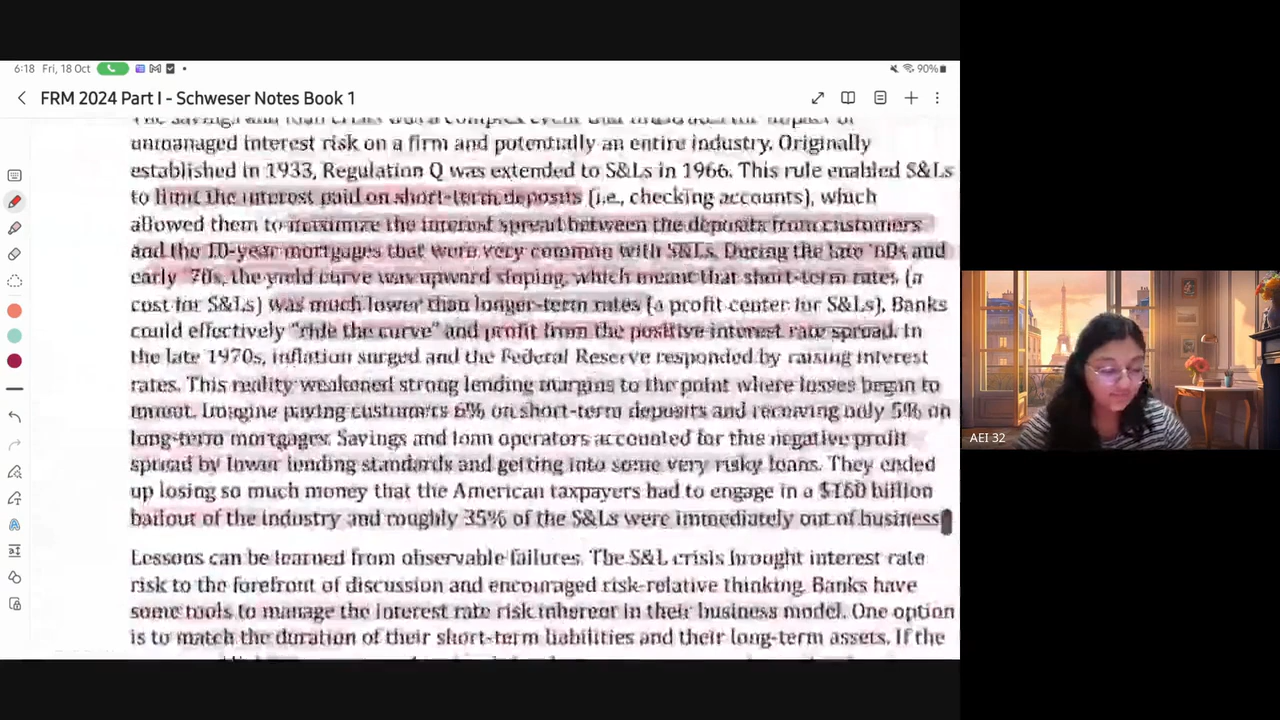 6:18 Fri, 18 Oct 90%
FRM 2024 Part I - Schweser Notes Book 1
The Savings and loan crisis was a complex event that the impact of
unmanaged interest risk on a firm and potentially an entire industry. Originally
established in 1933, Regulation Q was extended to S&Ls in 1966. This rule enabled S&Ls
to limit the interest paid on short-term deposits (i.e., checking accounts), which
allowed them to maximize the interest spread between the deposits from customers
and the 10-year mortgages that were very common with S&Ls. During the late '60s and
early '70s, the yield curve was upward sloping, which meant that short-term rates (a
cost for S&Ls) was much lower than longer-term rates (a profit center for S&Ls). Banks
could effectively "ride the curve" and profit from the positive interest rate spread. In
the late 1970s, inflation surged and the Federal Reserve responded by raising interest
rates. This reality weakened strong lending margins to the point where losses began to
mount. Imagine paying customers 6% on short-term deposits and receiving only 5% on
long-term mortgages. Savings and loan operators accounted for this negative profit
spread by lower lending standards and getting into some very risky loans. They ended
up losing so much money that the American taxpayers had to engage in a $160 billion
bailout of the industry and roughly 35% of the S&Ls were immediately out of business
Lessons can be learned from observable failures. The S&L crisis brought interest rate
risk to the forefront of discussion and encouraged risk-relative thinking. Banks have
some tools to manage the interest rate risk inherent in their business model. One option
is to match the duration of their short-term liabilities and their long-term assets. If the
AEI 32